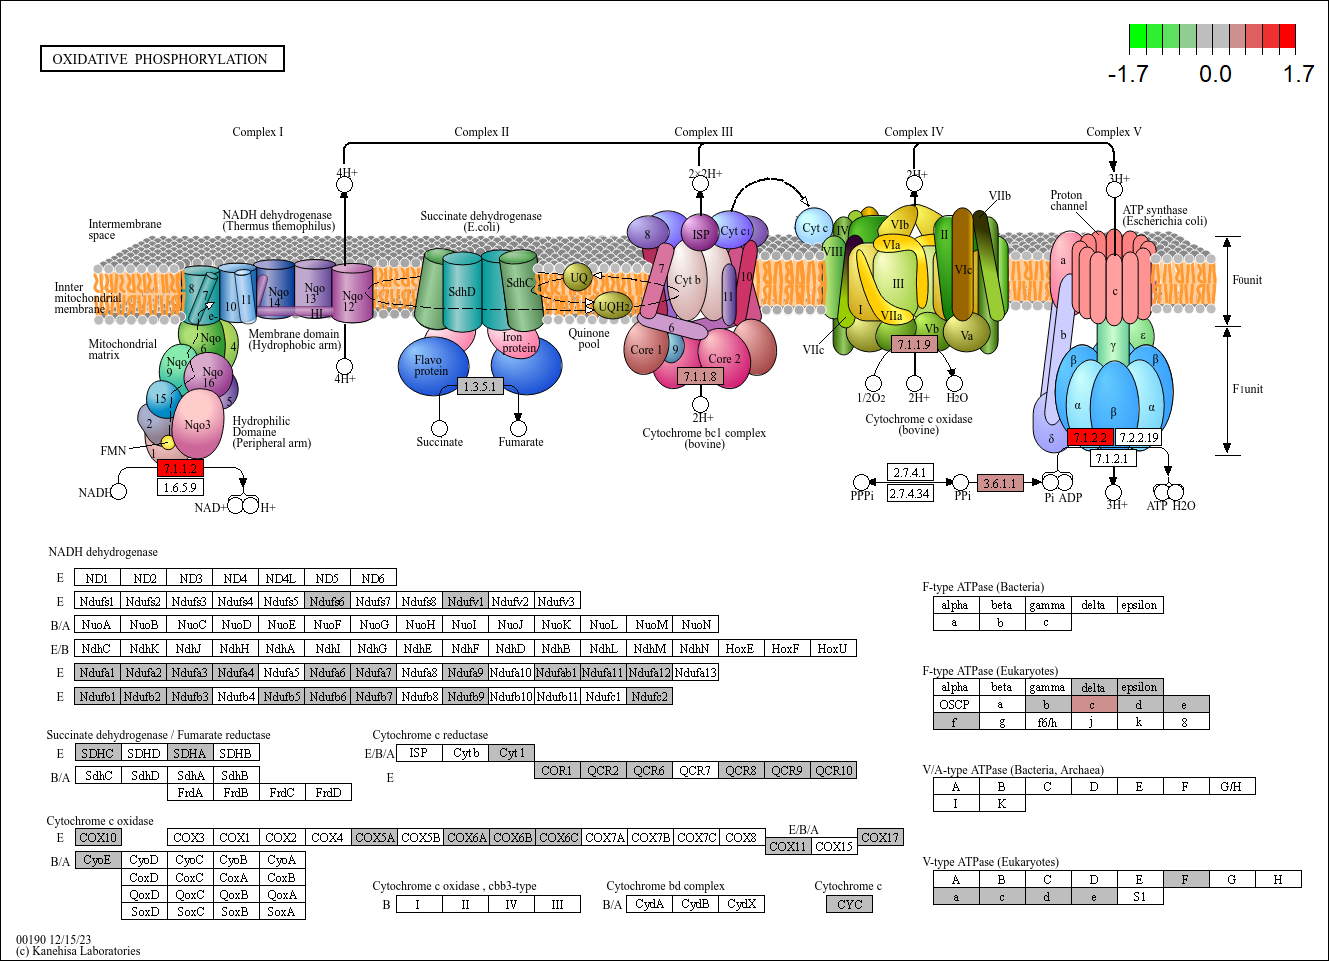 OXIDATIVE PHOSPHORYLATION
-1.7 0.0 1.7
Complex I Complex II Complex III Complex IV Complex V
4H+ 2×2H+ 2H+ 3H+
Intermembrane
space
NADH dehydrogenase
(Thermus themophilus)
Succinate dehydrogenase
(E.coli)
VIIb
Proton
channel
ATP synthase
(Escherichia coli)
8 ISP Cyt c1 Cyt c IV VIb II VIII VIa VIc III I VIIa Vb Va VIIc
Innter
mitochondrial
membrane
8 7 e- 10 11 Nqo 14 Nqo 13 Nqo 12 HI
SdhD SdhC UQ UQH2
7 Cyt b 10 11 6 9 Core 1 Core 2
a c b γ ε β β α β α δ
Founit
F1unit
Mitochondrial
matrix
Membrane domain
(Hydrophobic arm)
Nqo 6 4 Nqo 9 Nqo 16 15 5 2 Nqo3 1
4H+
Flavo
protein
Iron
protein
Quinone
pool
1.3.5.1
7.1.1.8
7.1.1.9
Succinate Fumarate
2H+
Cytochrome bc1 complex
(bovine)
1/2O2 2H+ H2O
Cytochrome c oxidase
(bovine)
Hydrophilic
Domaine
(Peripheral arm)
FMN
7.1.1.2
1.6.5.9
NADH NAD+ H+
7.1.2.2 7.2.2.19
7.1.2.1
2.7.4.1
2.7.4.34
3.6.1.1
PPPi PPi Pi ADP 3H+ ATP H2O
NADH dehydrogenase
E ND1 ND2 ND3 ND4 ND4L ND5 ND6
E Ndufs1 Ndufs2 Ndufs3 Ndufs4 Ndufs5 Ndufs6 Ndufs7 Ndufs8 Ndufv1 Ndufv2 Ndufv3
B/A NuoA NuoB NuoC NuoD NuoE NuoF NuoG NuoH NuoI NuoJ NuoK NuoL NuoM NuoN
E/B NdhC NdhK NdhJ NdhH NdhA NdhI NdhG NdhE NdhF NdhD NdhB NdhL NdhM NdhN HoxE HoxF HoxU
E Ndufa1 Ndufa2 Ndufa3 Ndufa4 Ndufa5 Ndufa6 Ndufa7 Ndufa8 Ndufa9 Ndufa10 Ndufab1 Ndufa11 Ndufa12 Ndufa13
E Ndufb1 Ndufb2 Ndufb3 Ndufb4 Ndufb5 Ndufb6 Ndufb7 Ndufb8 Ndufb9 Ndufb10 Ndufb11 Ndufc1 Ndufc2
Succinate dehydrogenase / Fumarate reductase
E SDHC SDHD SDHA SDHB
B/A SdhC SdhD SdhA SdhB
FrdA FrdB FrdC FrdD
Cytochrome c reductase
E/B/A ISP Cyt b Cyt 1
E COR1 QCR2 QCR6 QCR7 QCR8 QCR9 QCR10
Cytochrome c oxidase
E COX10 COX3 COX1 COX2 COX4 COX5A COX5B COX6A COX6B COX6C COX7A COX7B COX7C COX8
E/B/A
COX11 COX15 COX17
B/A CyoE CyoD CyoC CyoB CyoA
CoxD CoxC CoxA CoxB
QoxD QoxC QoxB QoxA
SoxD SoxC SoxB SoxA
Cytochrome c oxidase , cbb3-type
B I II IV III
Cytochrome bd complex
B/A CydA CydB CydX
Cytochrome c
CYC
F-type ATPase (Bacteria)
alpha beta gamma delta epsilon
a b c
F-type ATPase (Eukaryotes)
alpha beta gamma delta epsilon
OSCP a b c d e
f g f6/h j k 8
V/A-type ATPase (Bacteria, Archaea)
A B C D E F G/H
I K
V-type ATPase (Eukaryotes)
A B C D E F G H
a c d e S1
00190 12/15/23
(c) Kanehisa Laboratories